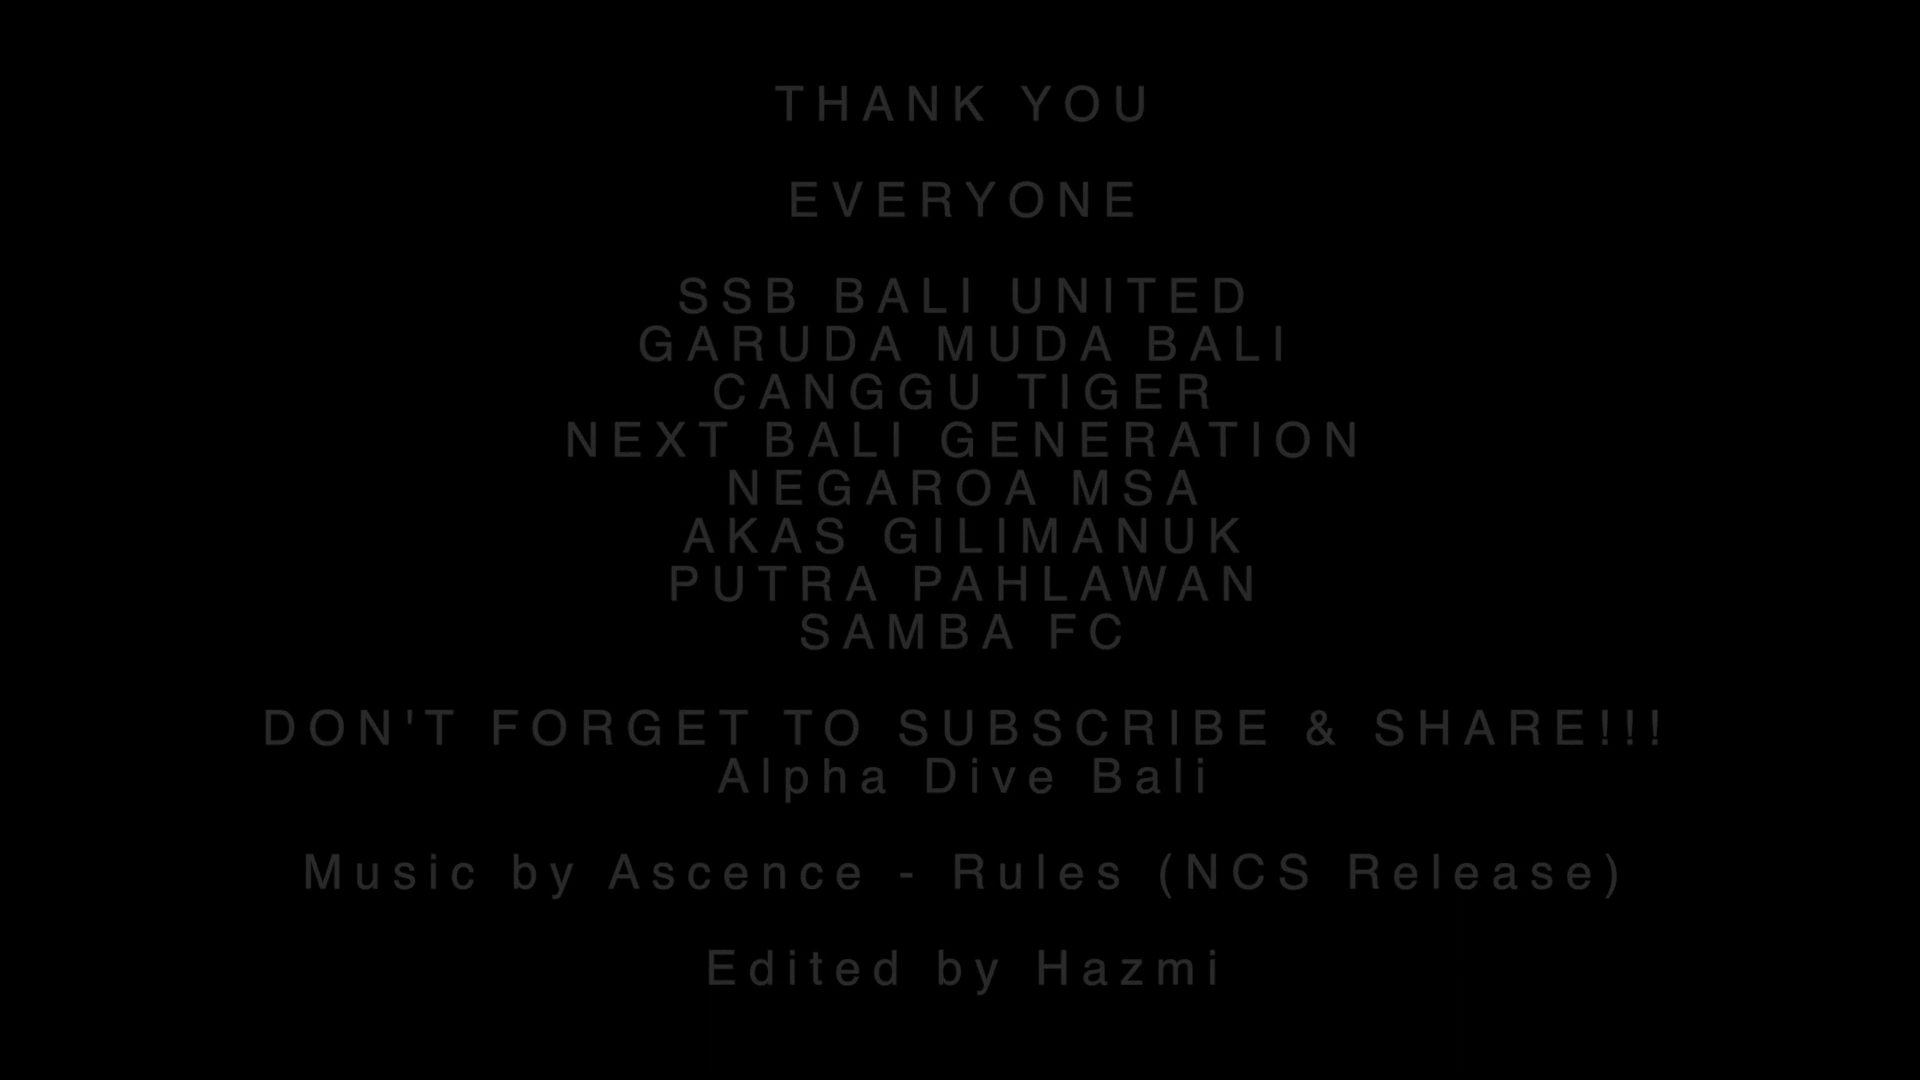 THANK YOU
EVERYONE
SSB BALI UNITED
GARUDA MUDA BALI
CANGGU TIGER
NEXT BALI GENERATION
NEGAROA MSA
AKAS GILIMANUK
PUTRA PAHLAWAN
SAMBA FC
DON'T FORGET TO SUBSCRIBE & SHARE!!!
Alpha Dive Bali
Music by Ascence - Rules (NCS Release)
Edited by Hazmi